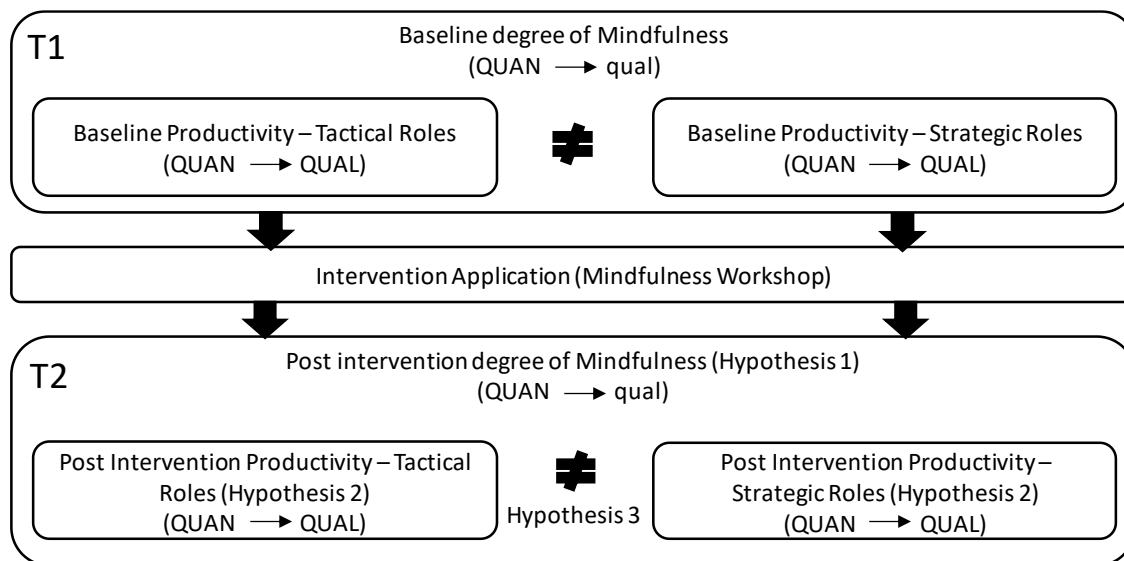 T1
Baseline degree of Mindfulness
(QUAN → qual)
Baseline Productivity – Tactical Roles
(QUAN → QUAL)
≠
Baseline Productivity – Strategic Roles
(QUAN → QUAL)
Intervention Application (Mindfulness Workshop)
T2
Post intervention degree of Mindfulness (Hypothesis 1)
(QUAN → qual)
Post Intervention Productivity – Tactical
Roles (Hypothesis 2)
(QUAN → QUAL)
≠
Hypothesis 3
Post Intervention Productivity –
Strategic Roles (Hypothesis 2)
(QUAN → QUAL)